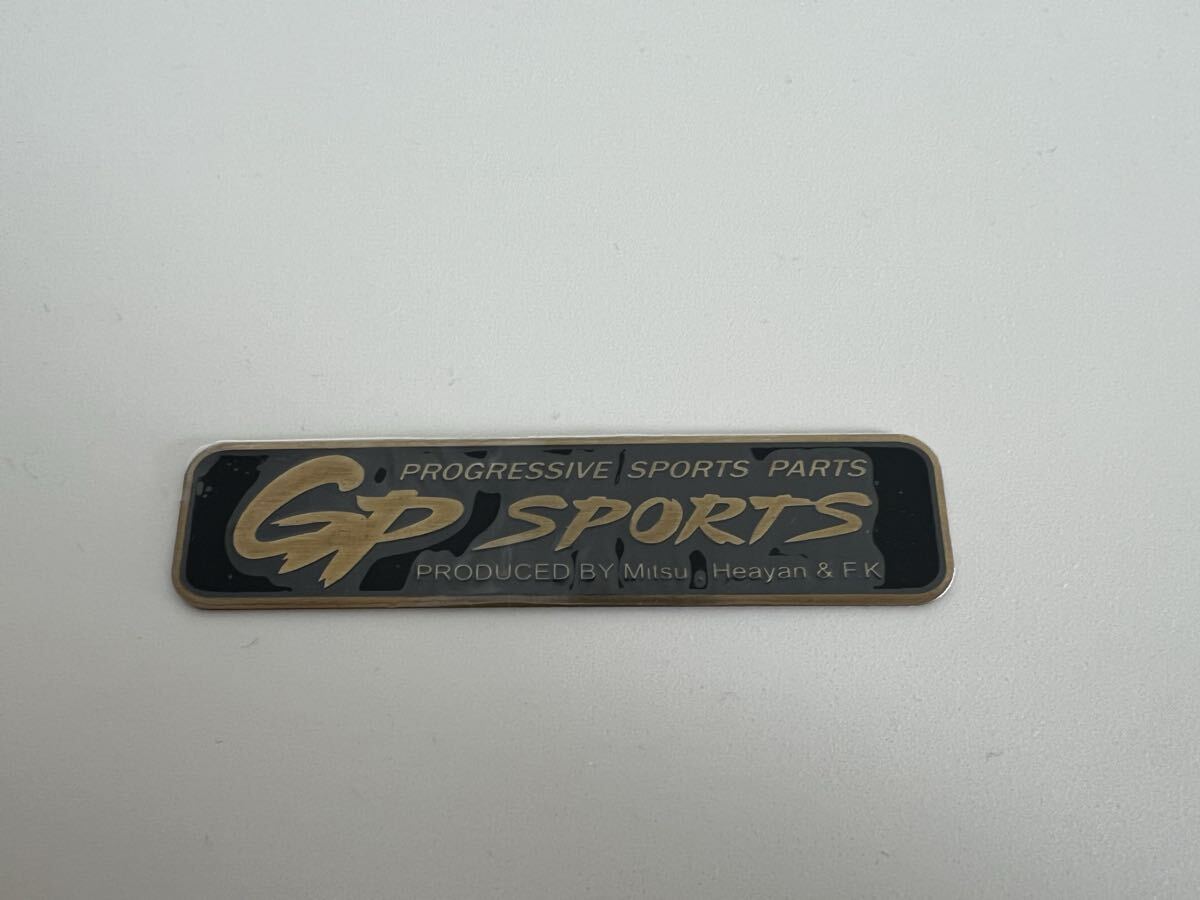 PROGRESSIVE SPORTS PARTS
GP SPORTS
PRODUCED BY Mitsu . Heayan & F.K